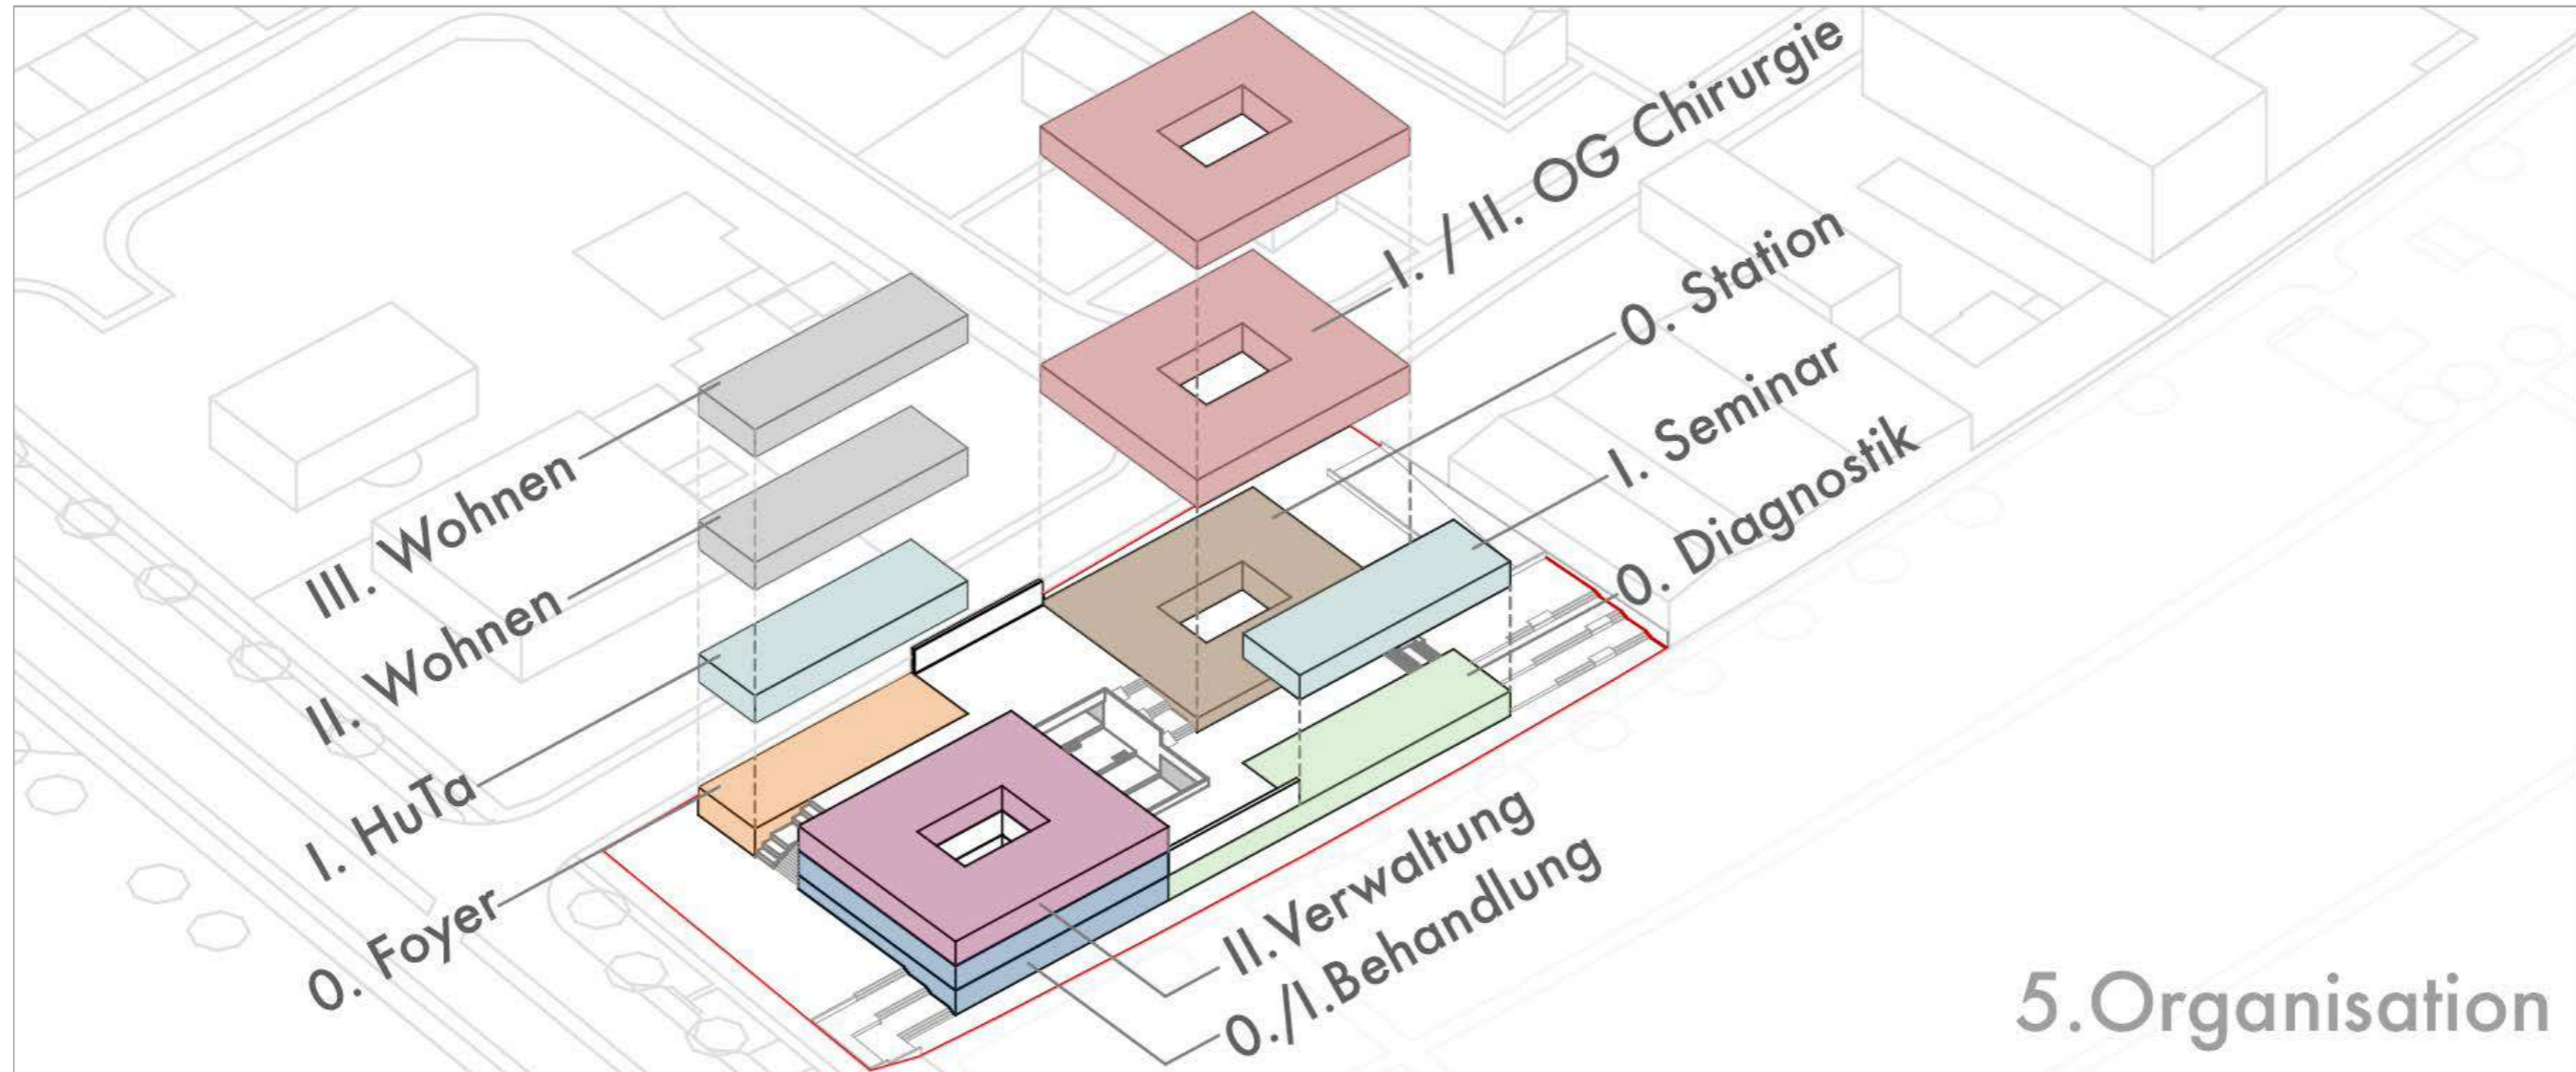 I. / II. OG Chirurgie
0. Station
I. Seminar
0. Diagnostik
III. Wohnen
II. Wohnen
I. HuTa
0. Foyer
II.Verwaltung
0./I.Behandlung
5.Organisation